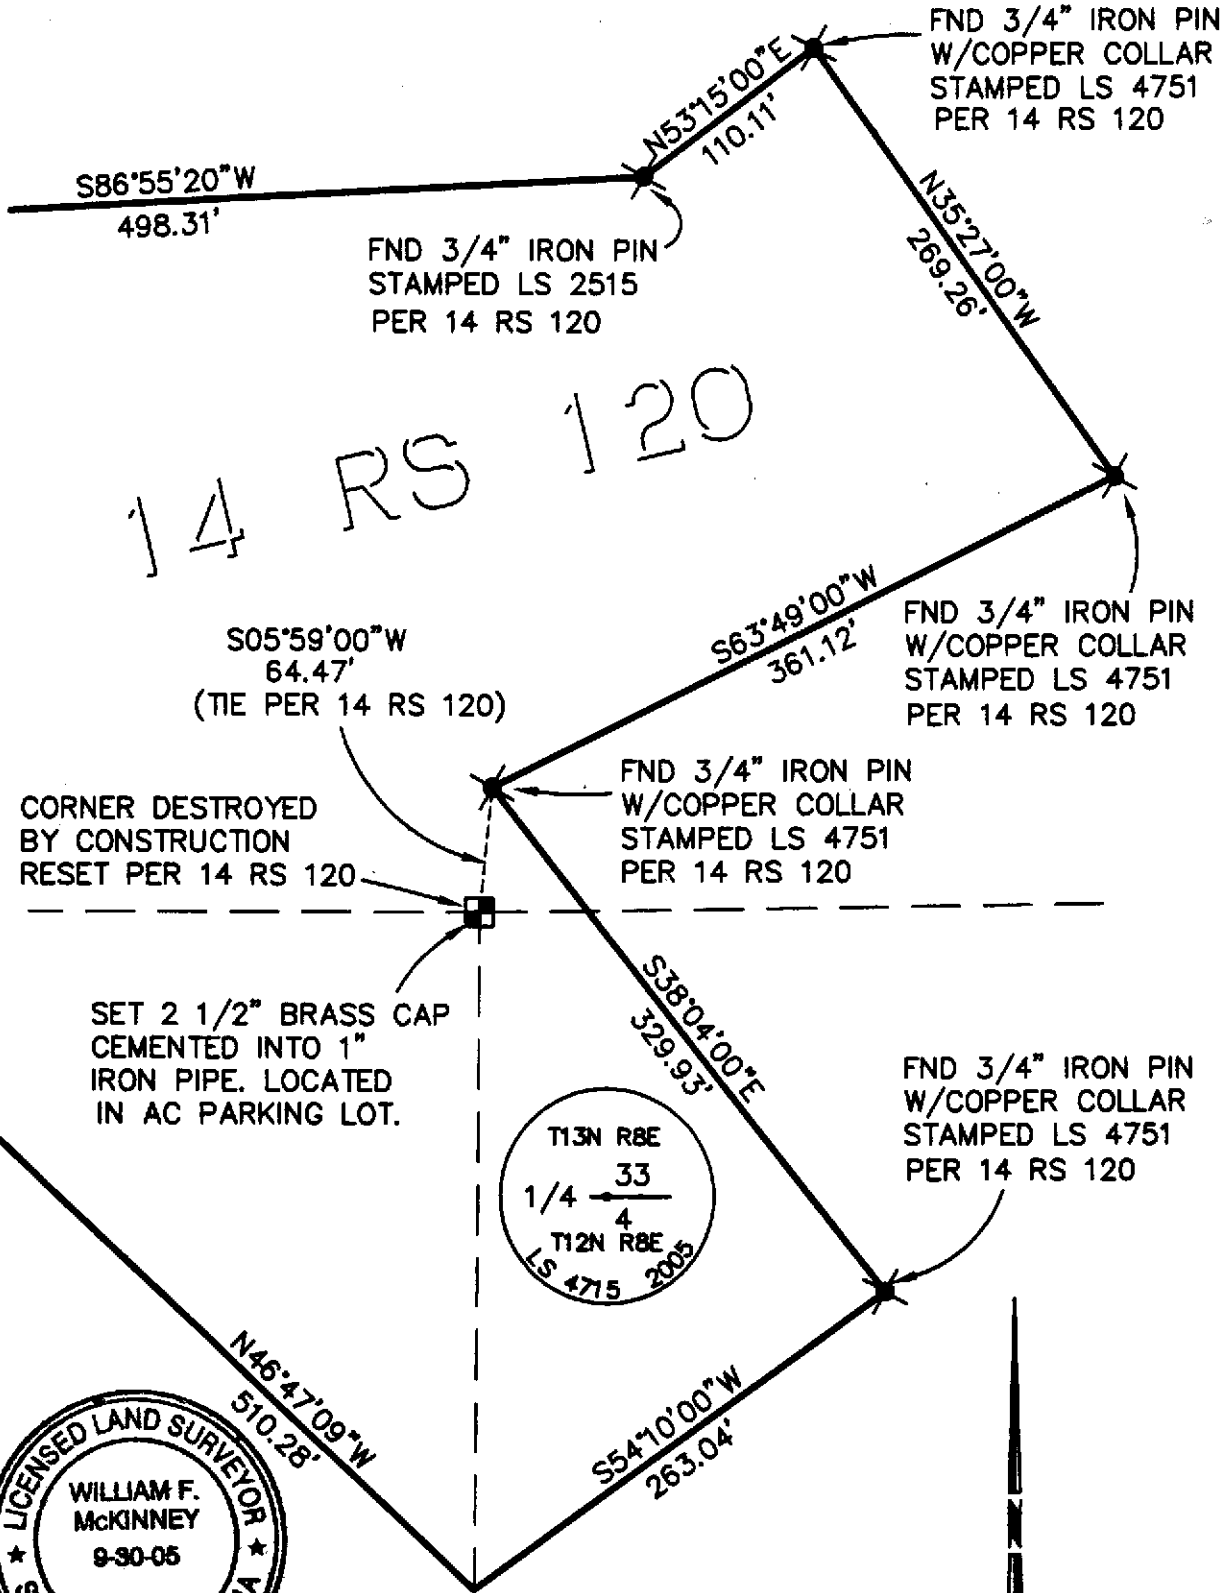 FND 3/4" IRON PIN
W/COPPER COLLAR
STAMPED LS 4751
PER 14 RS 120
N53°15'00"E
110.11'
S86°55'20"W
498.31'
FND 3/4" IRON PIN
STAMPED LS 2515
PER 14 RS 120
N35°27'00"W
269.26'
14 RS 120
S63°49'00"W
361.12'
FND 3/4" IRON PIN
W/COPPER COLLAR
STAMPED LS 4751
PER 14 RS 120
S05°59'00"W
64.47'
(TIE PER 14 RS 120)
FND 3/4" IRON PIN
W/COPPER COLLAR
STAMPED LS 4751
PER 14 RS 120
CORNER DESTROYED
BY CONSTRUCTION
RESET PER 14 RS 120
S38°04'00"E
329.93'
SET 2 1/2" BRASS CAP
CEMENTED INTO 1"
IRON PIPE. LOCATED
IN AC PARKING LOT.
FND 3/4" IRON PIN
W/COPPER COLLAR
STAMPED LS 4751
PER 14 RS 120
T13N R8E
33
1/4
4
T12N R8E
LS 4715 2005
N46°47'09"W
510.28'
S54°10'00"W
263.04'
LICENSED LAND SURVEYOR
WILLIAM F.
McKINNEY
9-30-05
N